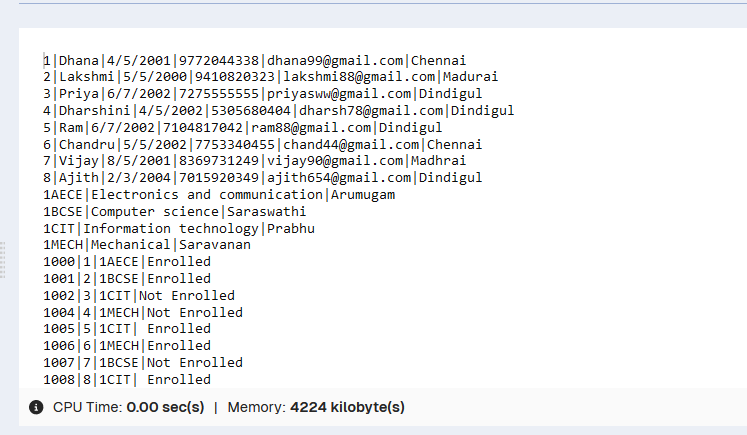 1|Dhana|4/5/2001|9772044338|dhana99@gmail.com|Chennai
2|Lakshmi|5/5/2000|9410820323|lakshmi88@gmail.com|Madurai
3|Priya|6/7/2002|7275555555|priyasww@gmail.com|Dindigul
4|Dharshini|4/5/2002|5305680404|dharsh78@gmail.com|Dindigul
5|Ram|6/7/2002|7104817042|ram88@gmail.com|Dindigul
6|Chandru|5/5/2002|7753340455|chand44@gmail.com|Chennai
7|Vijay|8/5/2001|8369731249|vijay90@gmail.com|Madhrai
8|Ajith|2/3/2004|7015920349|ajith654@gmail.com|Dindigul
1AECE|Electronics and communication|Arumugam
1BCSE|Computer science|Saraswathi
1CIT|Information technology|Prabhu
1MECH|Mechanical|Saravanan
1000|1|1AECE|Enrolled
1001|2|1BCSE|Enrolled
1002|3|1CIT|Not Enrolled
1004|4|1MECH|Not Enrolled
1005|5|1CIT| Enrolled
1006|6|1MECH|Enrolled
1007|7|1BCSE|Not Enrolled
1008|8|1CIT| Enrolled
CPU Time: 0.00 sec(s) | Memory: 4224 kilobyte(s)